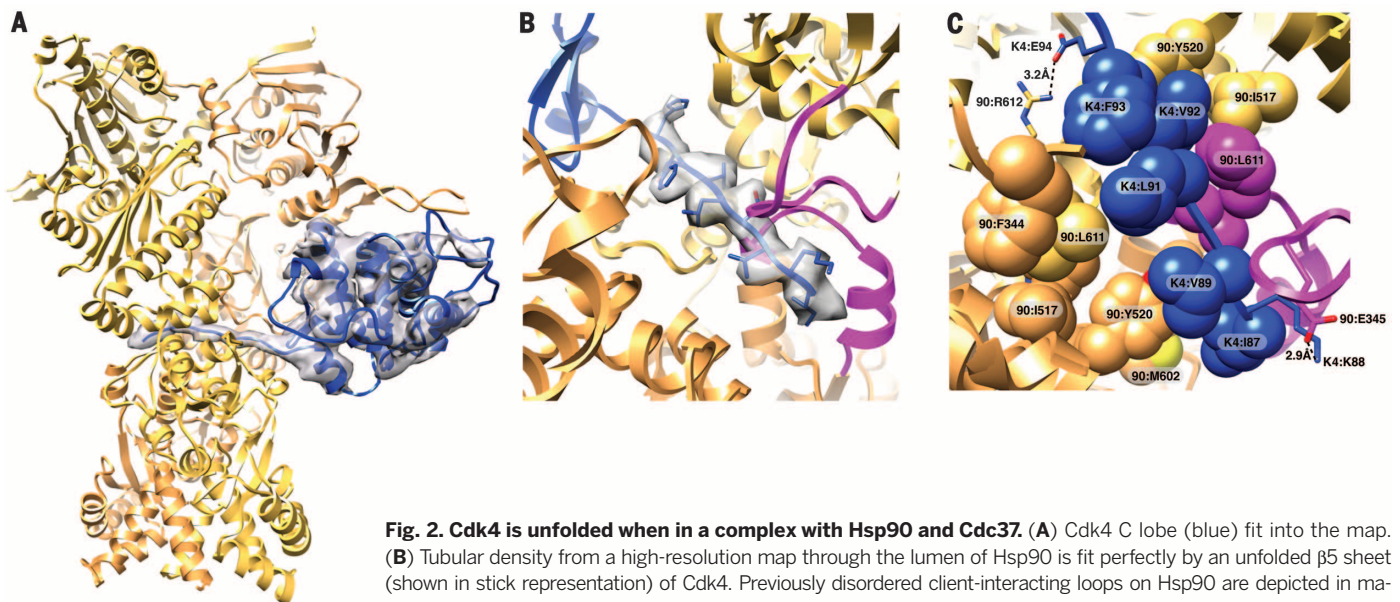 A
B
C
K4:E94
90:Y520
3.2Å
90:R612
K4:F93
K4:V92
90:I517
90:L611
K4:L91
90:F344
90:L611
K4:V89
90:I517
90:Y520
90:E345
K4:I87
2.9Å
K4:K88
90:M602
Fig. 2. Cdk4 is unfolded when in a complex with Hsp90 and Cdc37. (A) Cdk4 C lobe (blue) fit into the map.
(B) Tubular density from a high-resolution map through the lumen of Hsp90 is fit perfectly by an unfolded β5 sheet
(shown in stick representation) of Cdk4. Previously disordered client-interacting loops on Hsp90 are depicted in ma-